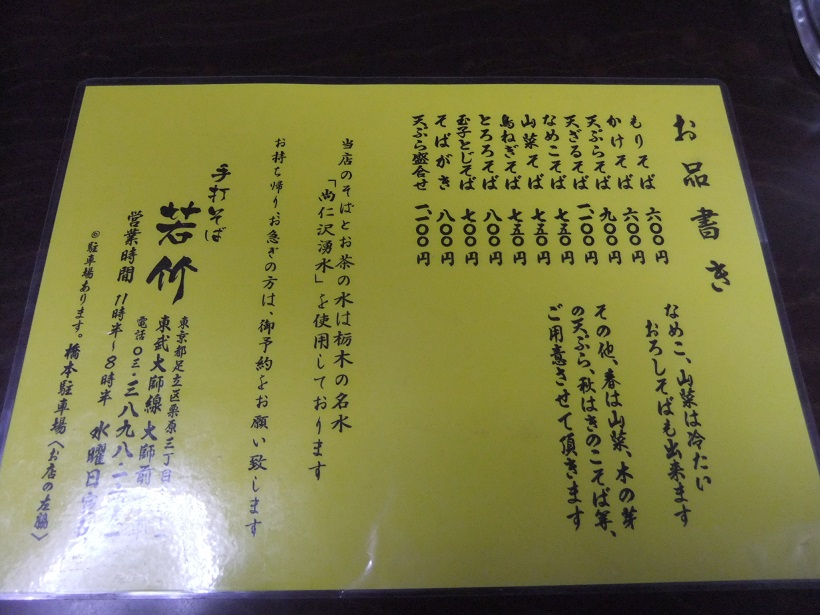 お品書き
もりそば 六〇〇円
かけそば 六〇〇円
天ぷらそば 九〇〇円
天ざるそば 一、一〇〇円
なめこそば 七五〇円
山菜そば 七五〇円
鳥ねぎそば 七五〇円
とろろそば 八〇〇円
玉子とじそば 七〇〇円
そばがき 八〇〇円
天ぷら盛合せ 一、一〇〇円
なめこ、山菜は冷たい
おろしそばも出来ます
その他、春は山菜、木の芽
の天ぷら、秋はきのこそば等、
ご用意させて頂きます
当店のそばとお茶の水は栃木の名水
「尚仁沢湧水」を使用しております
お持ち帰り、お急ぎの方は、御予約をお願い致します
手打そば
若竹
東京都足立区栗原三丁目
東武大師線 大師前
電話 〇三・三八九八・
営業時間 11時半~8時半 水曜日
◎駐車場あります。橋本駐車場〈お店の左脇〉